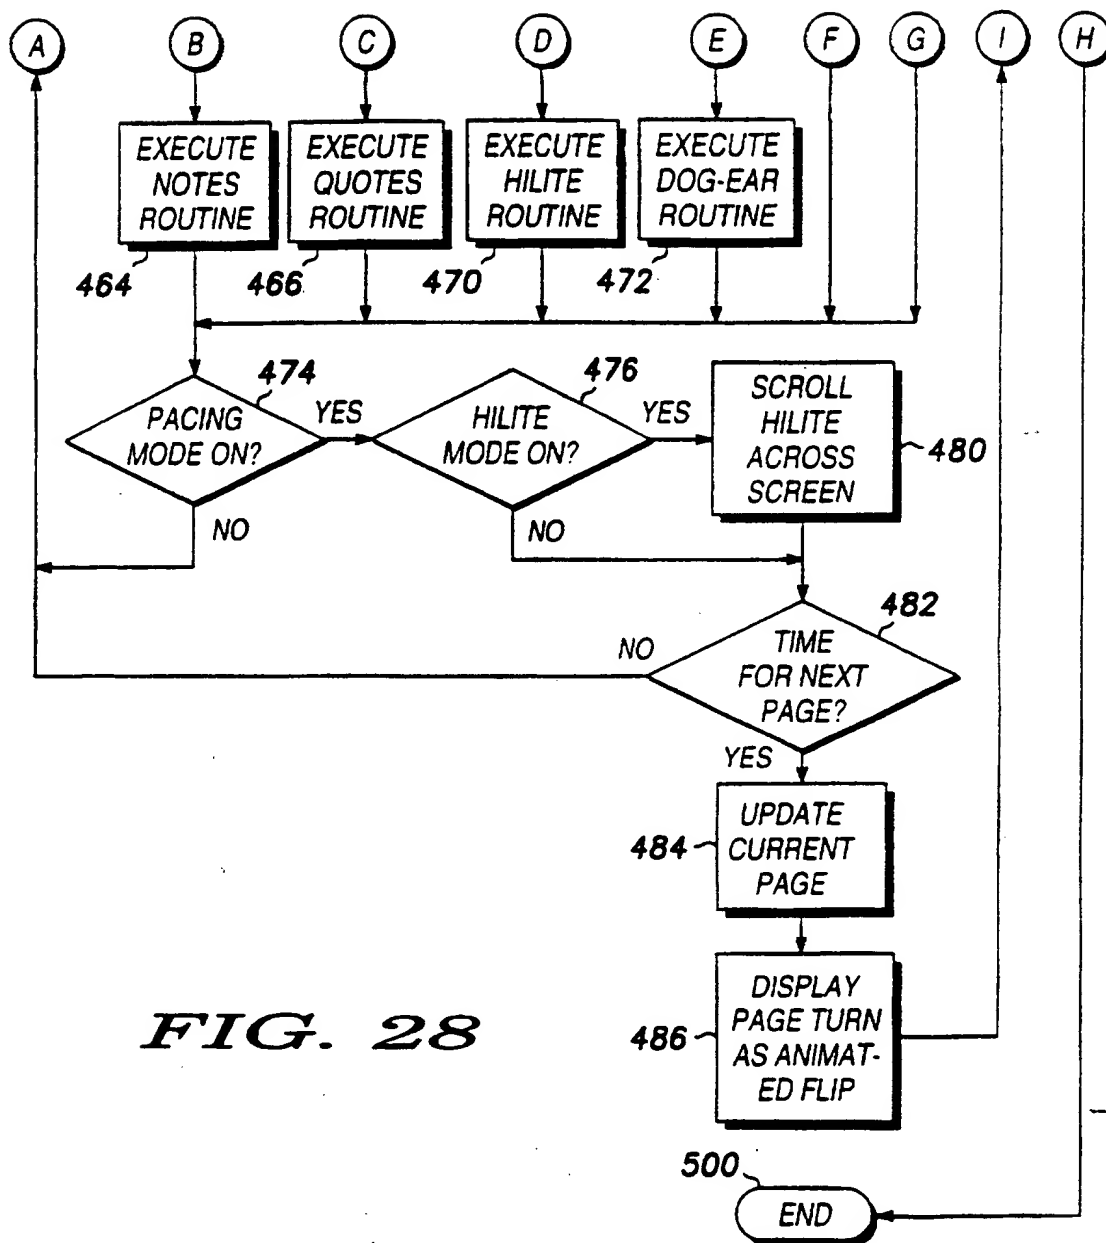 A B C D E F G I H
EXECUTE
NOTES
ROUTINE
464
EXECUTE
QUOTES
ROUTINE
466
EXECUTE
HILITE
ROUTINE
470
EXECUTE
DOG-EAR
ROUTINE
472
PACING
MODE ON?
474
YES
NO
HILITE
MODE ON?
476
YES
NO
SCROLL
HILITE
ACROSS
SCREEN
480
TIME
FOR NEXT
PAGE?
482
NO
YES
UPDATE
CURRENT
PAGE
484
DISPLAY
PAGE TURN
AS ANIMAT-
ED FLIP
486
FIG. 28
500
END